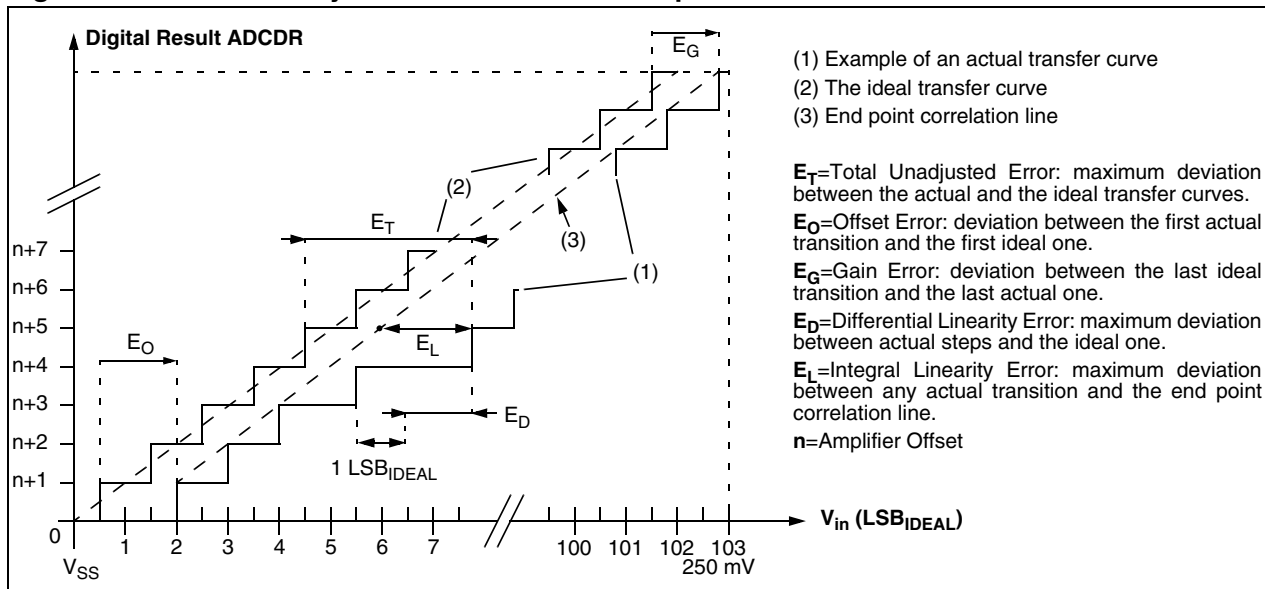 Digital Result ADCDR
E_G
(1) Example of an actual transfer curve
(2) The ideal transfer curve
(3) End point correlation line
E_T=Total Unadjusted Error: maximum deviation
between the actual and the ideal transfer curves.
E_O=Offset Error: deviation between the first actual
transition and the first ideal one.
E_G=Gain Error: deviation between the last ideal
transition and the last actual one.
E_D=Differential Linearity Error: maximum deviation
between actual steps and the ideal one.
E_L=Integral Linearity Error: maximum deviation
between any actual transition and the end point
correlation line.
n=Amplifier Offset
(2)
E_T
(3)
(1)
n+7
n+6
n+5
n+4
n+3
n+2
n+1
E_O
E_L
E_D
1 LSB_IDEAL
0
1 2 3 4 5 6 7 100 101 102 103
V_in (LSB_IDEAL)
V_SS
250 mV